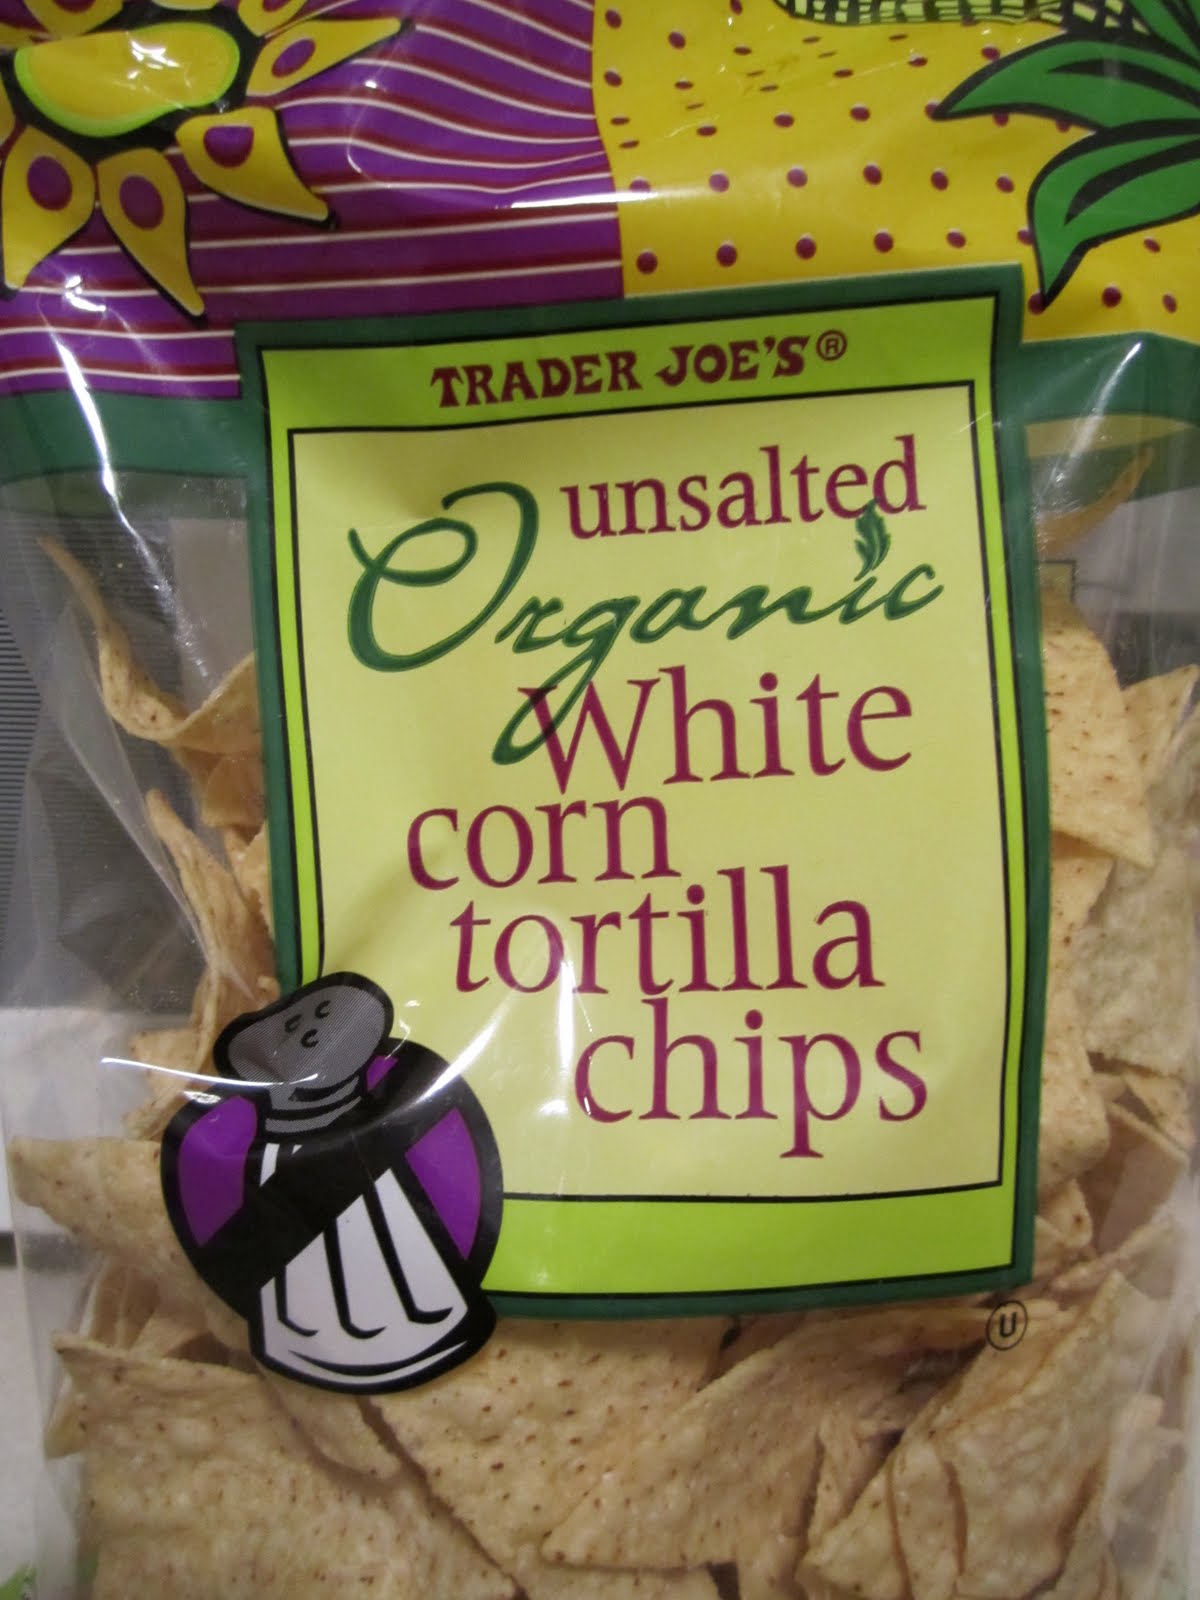 TRADER JOE'S®
unsalted
Organic
White
corn
tortilla
chips
U